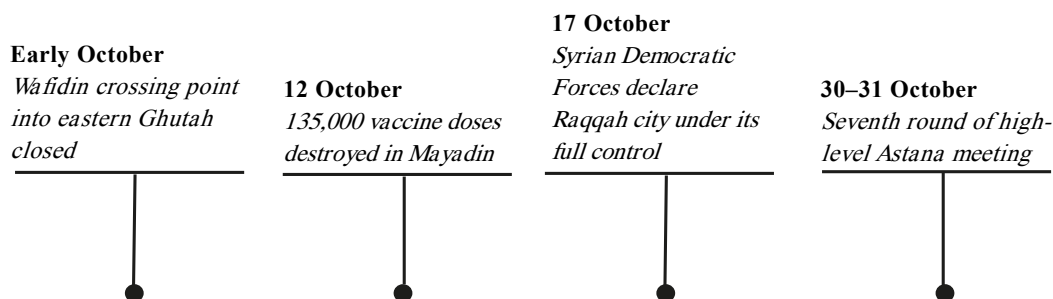 Early October
Wafidin crossing point
into eastern Ghutah
closed
12 October
135,000 vaccine doses
destroyed in Mayadin
17 October
Syrian Democratic
Forces declare
Raqqah city under its
full control
30–31 October
Seventh round of high-
level Astana meeting